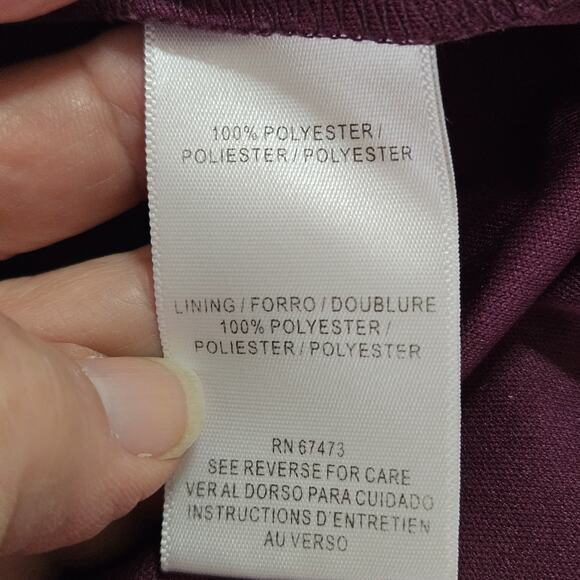 100% POLYESTER /
POLIESTER / POLYESTER
LINING / FORRO / DOUBLURE
100% POLYESTER /
POLIESTER / POLYESTER
RN 67473
SEE REVERSE FOR CARE
VER AL DORSO PARA CUIDADO
INSTRUCTIONS D'ENTRETIEN
AU VERSO